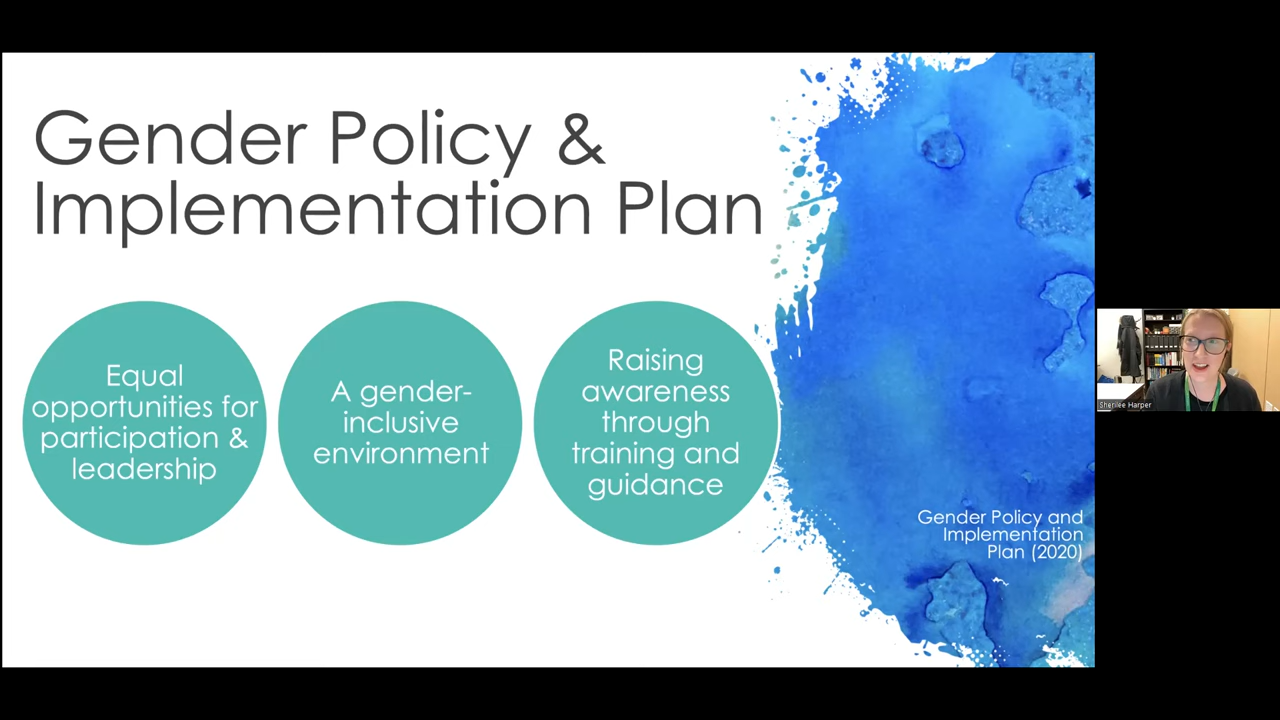 Gender Policy &
Implementation Plan
Equal
opportunities for
participation &
leadership
A gender-
inclusive
environment
Raising
awareness
through
training and
guidance
Gender Policy and
Implementation
Plan (2020)
Sherilee Harper